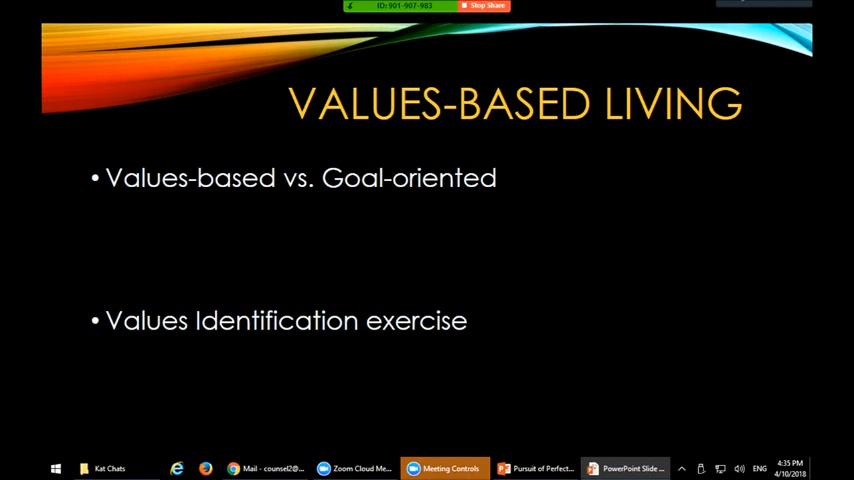 ID: 901-907-983
Stop Share
VALUES-BASED LIVING
• Values-based vs. Goal-oriented
• Values Identification exercise
Kat Chats
Mail - counsel2@...
Zoom Cloud Me...
Meeting Controls
Pursuit of Perfect...
PowerPoint Slide ...
ENG
4:35 PM
4/10/2018